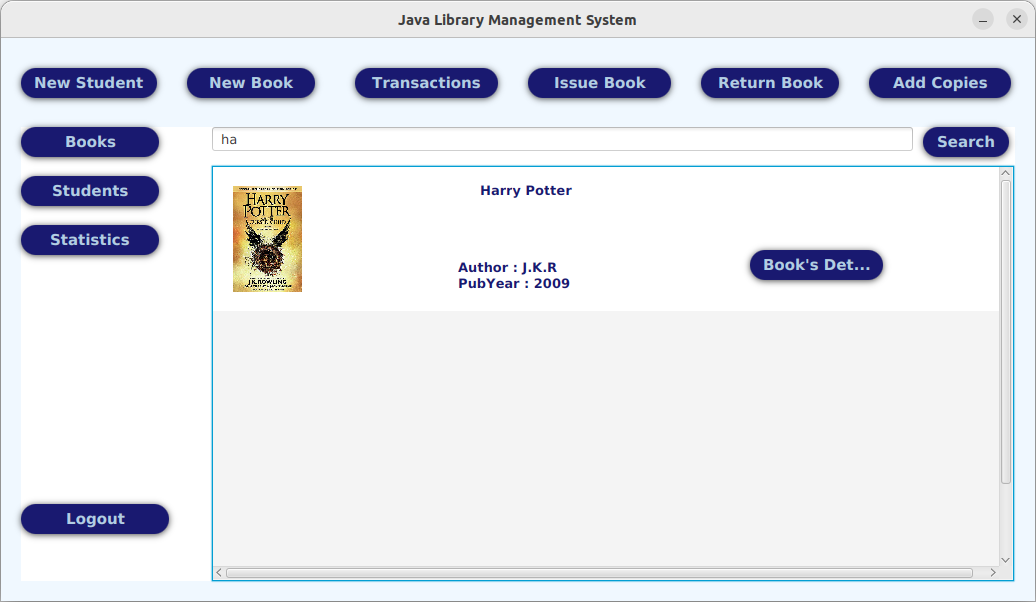 Java Library Management System
New Student
New Book
Transactions
Issue Book
Return Book
Add Copies
Books
ha
Search
Students
Statistics
HARRY
POTTER
J.K. ROWLING
Harry Potter
Author : J.K.R
PubYear : 2009
Book's Det...
Logout